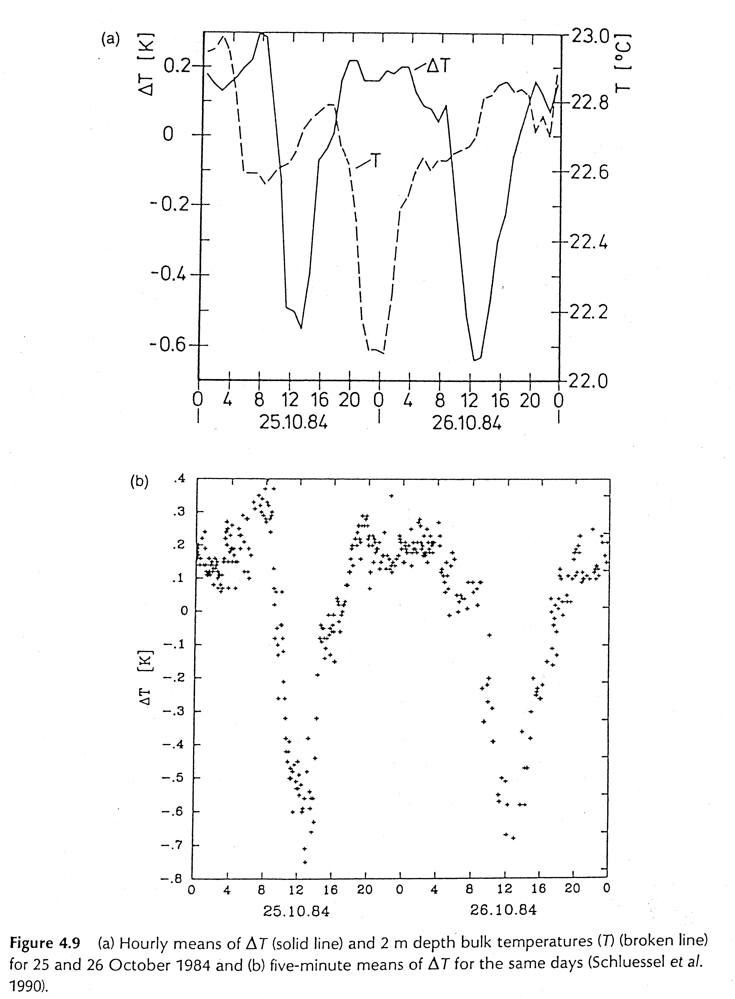 (a)
ΔT [K]
T [°C]
0.2
0
-0.2
-0.4
-0.6
23.0
22.8
22.6
22.4
22.2
22.0
ΔT
T
0 4 8 12 16 20 0 4 8 12 16 20 0
25.10.84 26.10.84
(b)
ΔT [K]
.4
.3
.2
.1
0
-.1
-.2
-.3
-.4
-.5
-.6
-.7
-.8
0 4 8 12 16 20 0 4 8 12 16 20 0
25.10.84 26.10.84
Figure 4.9 (a) Hourly means of ΔT (solid line) and 2 m depth bulk temperatures (T) (broken line)
for 25 and 26 October 1984 and (b) five-minute means of ΔT for the same days (Schluessel et al.
1990).